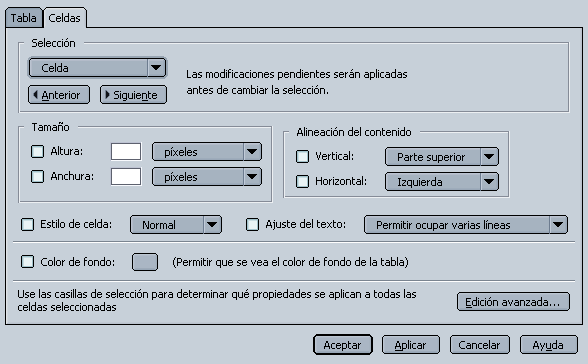 Tabla Celdas
Selección
Celda
Anterior Siguiente
Las modificaciones pendientes serán aplicadas
antes de cambiar la selección.
Tamaño
Altura: píxeles
Anchura: píxeles
Alineación del contenido
Vertical: Parte superior
Horizontal: Izquierda
Estilo de celda: Normal Ajuste del texto: Permitir ocupar varias líneas
Color de fondo: (Permitir que se vea el color de fondo de la tabla)
Use las casillas de selección para determinar qué propiedades se aplican a todas las
celdas seleccionadas
Edición avanzada...
Aceptar Aplicar Cancelar Ayuda